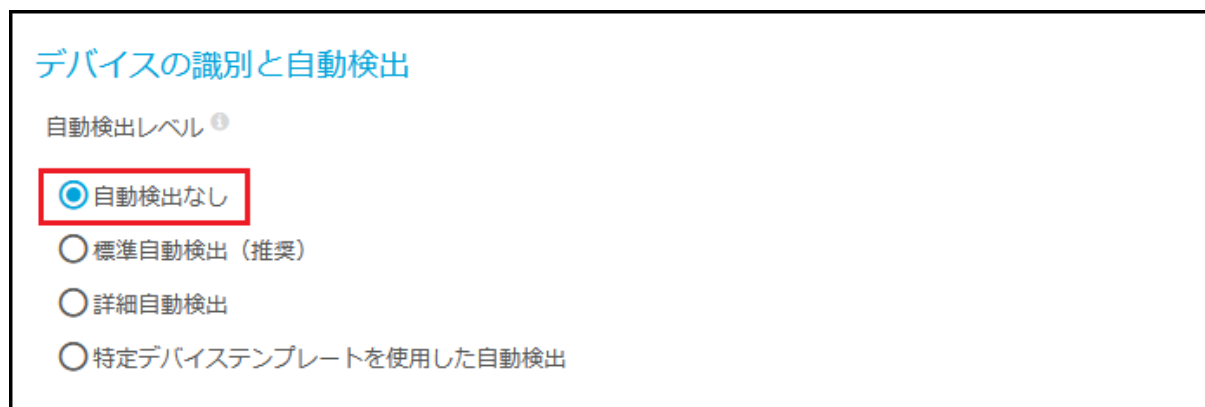 デバイスの識別と自動検出
自動検出レベル
自動検出なし
標準自動検出（推奨）
詳細自動検出
特定デバイステンプレートを使用した自動検出